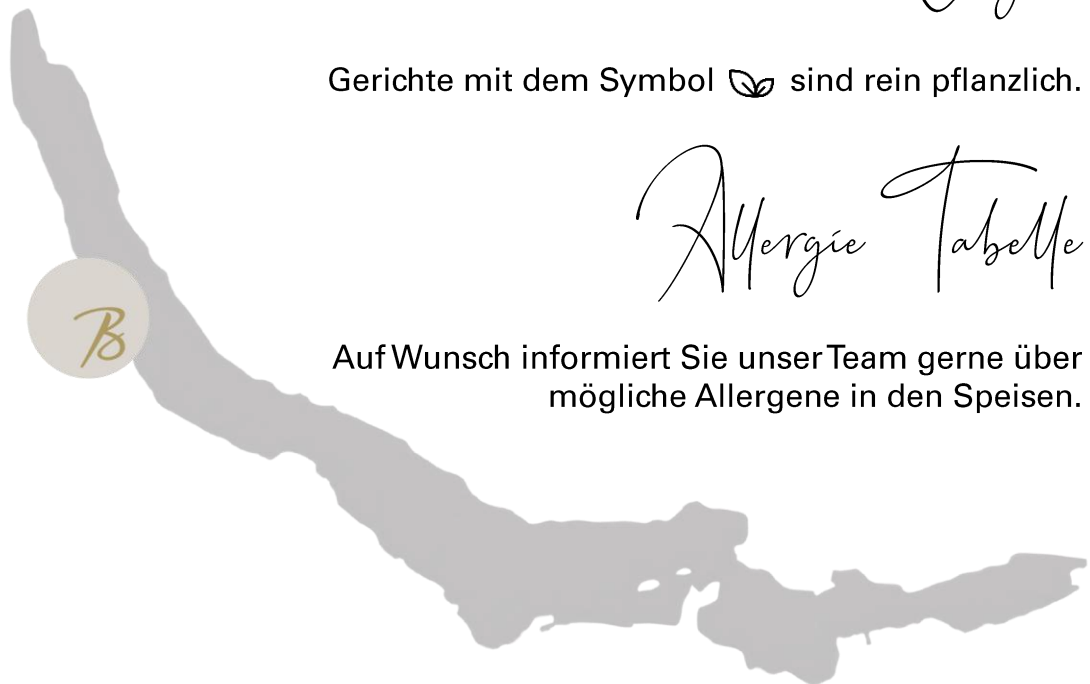 Gerichte mit dem Symbol sind rein pflanzlich.
Allergie Tabelle
B
Auf Wunsch informiert Sie unser Team gerne über
mögliche Allergene in den Speisen.